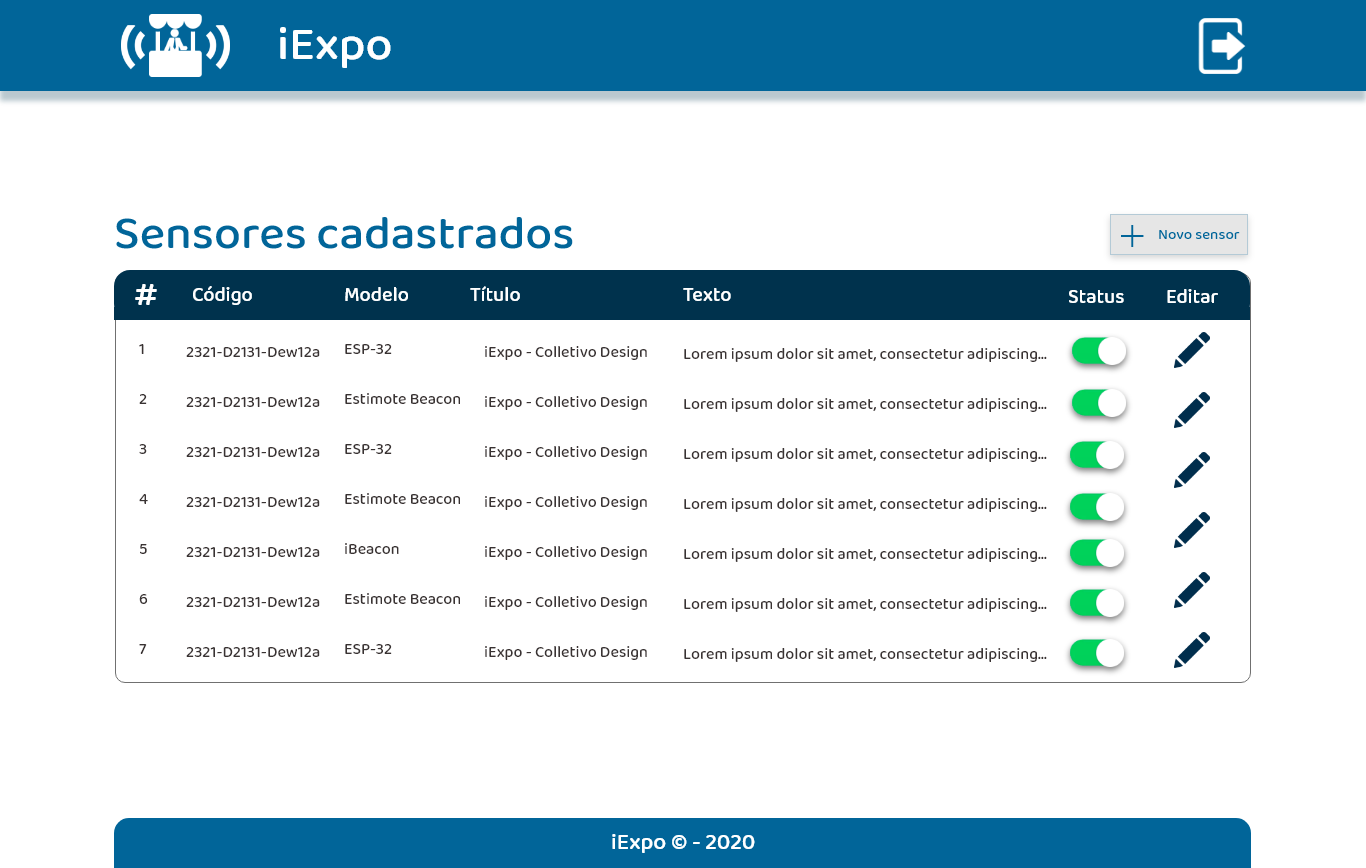 iExpo
Sensores cadastrados
Novo sensor
# Código Modelo Título Texto Status Editar
1 2321-D2131-Dew12a ESP-32 iExpo - Colletivo Design Lorem ipsum dolor sit amet, consectetur adipiscing...
2 2321-D2131-Dew12a Estimote Beacon iExpo - Colletivo Design Lorem ipsum dolor sit amet, consectetur adipiscing...
3 2321-D2131-Dew12a ESP-32 iExpo - Colletivo Design Lorem ipsum dolor sit amet, consectetur adipiscing...
4 2321-D2131-Dew12a Estimote Beacon iExpo - Colletivo Design Lorem ipsum dolor sit amet, consectetur adipiscing...
5 2321-D2131-Dew12a iBeacon iExpo - Colletivo Design Lorem ipsum dolor sit amet, consectetur adipiscing...
6 2321-D2131-Dew12a Estimote Beacon iExpo - Colletivo Design Lorem ipsum dolor sit amet, consectetur adipiscing...
7 2321-D2131-Dew12a ESP-32 iExpo - Colletivo Design Lorem ipsum dolor sit amet, consectetur adipiscing...
iExpo © - 2020